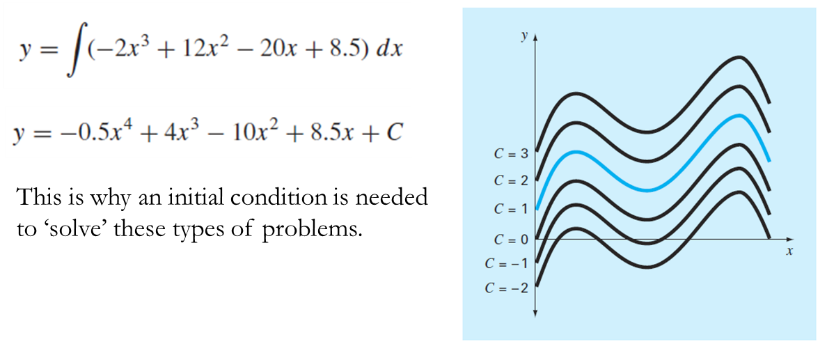 y = ∫(−2x³ + 12x² − 20x + 8.5) dx
y = −0.5x⁴ + 4x³ − 10x² + 8.5x + C
This is why an initial condition is needed
to ‘solve’ these types of problems.
y
C = 3
C = 2
C = 1
C = 0
C = −1
C = −2
x